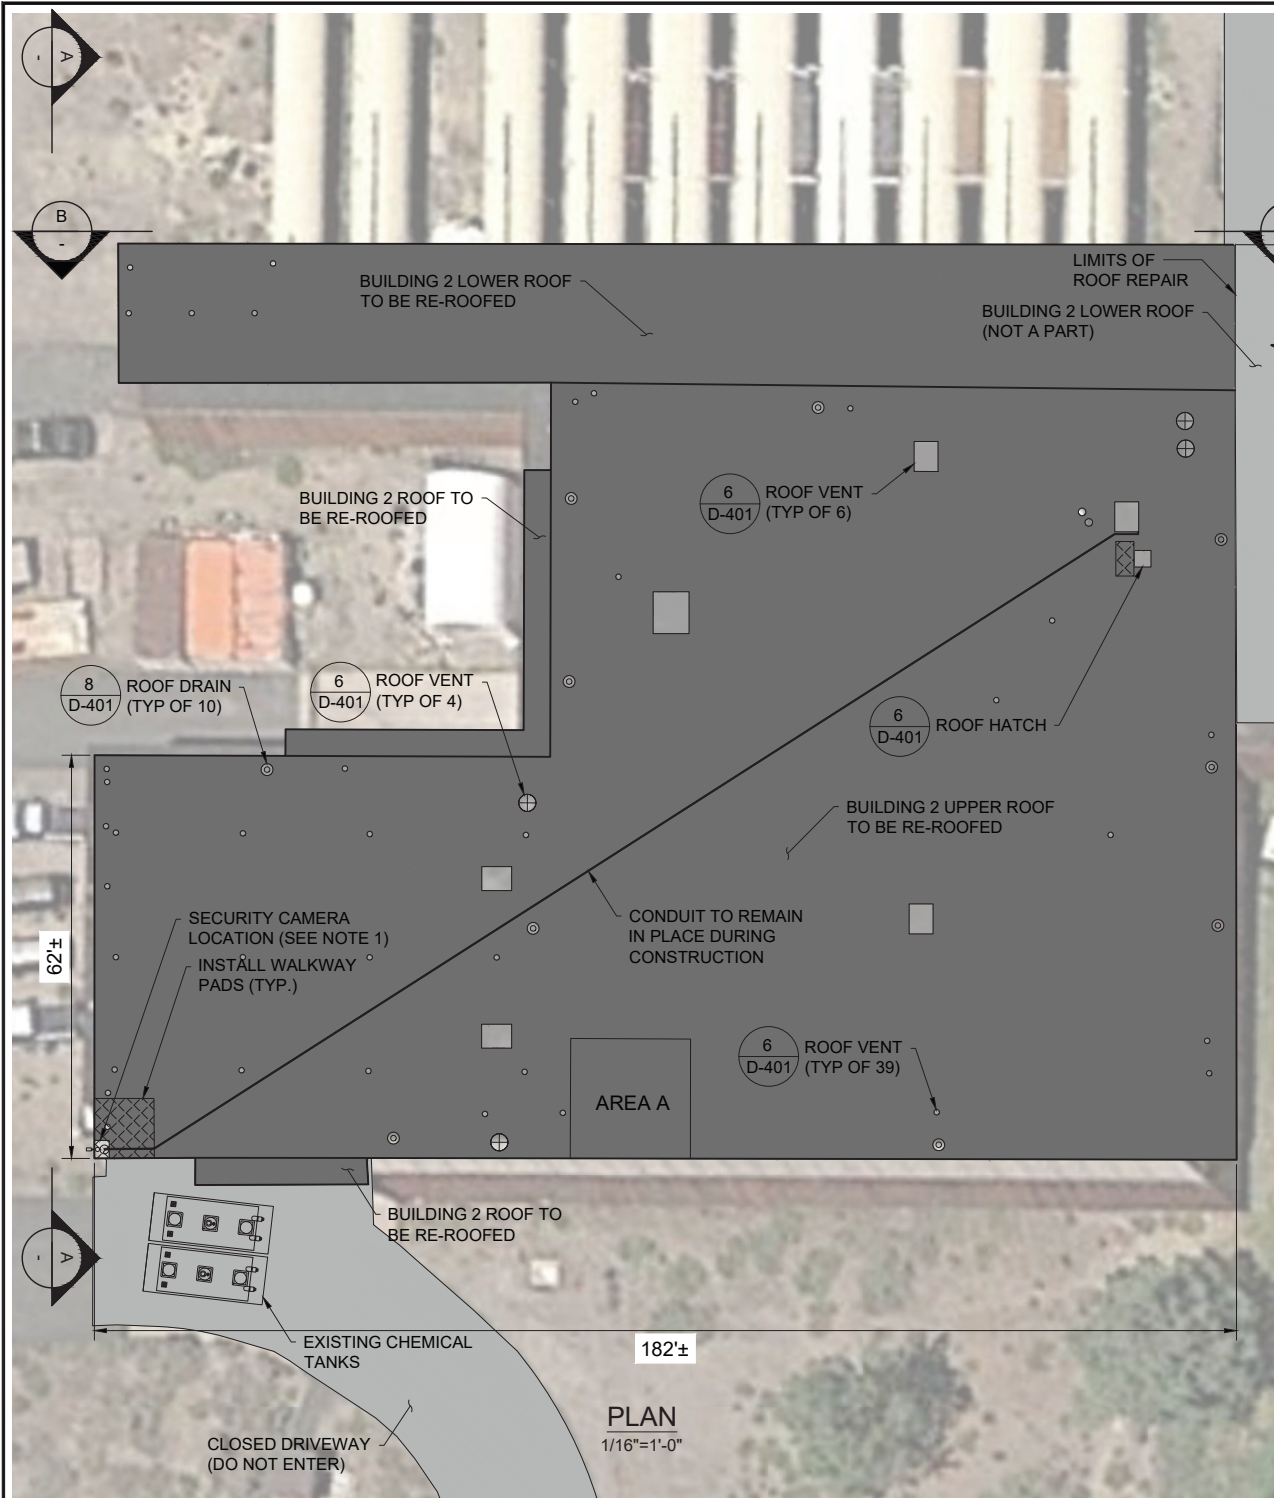 A
-
B
-
BUILDING 2 LOWER ROOF
TO BE RE-ROOFED
LIMITS OF
ROOF REPAIR
BUILDING 2 LOWER ROOF
(NOT A PART)
6
D-401
ROOF VENT
(TYP OF 6)
BUILDING 2 ROOF TO
BE RE-ROOFED
8
D-401
ROOF DRAIN
(TYP OF 10)
6
D-401
ROOF VENT
(TYP OF 4)
6
D-401
ROOF HATCH
BUILDING 2 UPPER ROOF
TO BE RE-ROOFED
SECURITY CAMERA
LOCATION (SEE NOTE 1)
INSTALL WALKWAY
PADS (TYP.)
62'±
CONDUIT TO REMAIN
IN PLACE DURING
CONSTRUCTION
6
D-401
ROOF VENT
(TYP OF 39)
AREA A
BUILDING 2 ROOF TO
BE RE-ROOFED
A
-
EXISTING CHEMICAL
TANKS
182'±
CLOSED DRIVEWAY
(DO NOT ENTER)
PLAN
1/16"=1'-0"